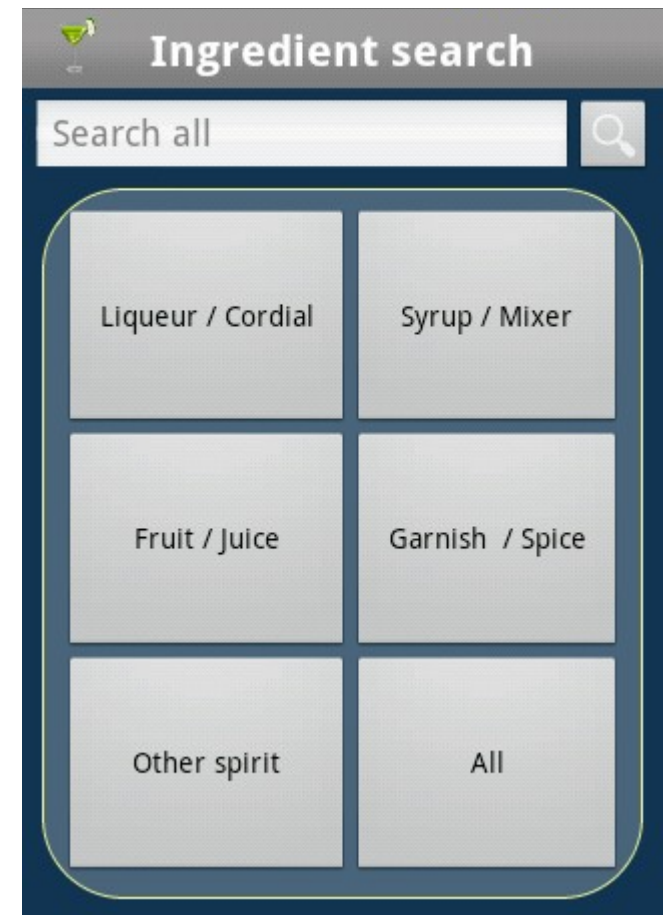 Ingredient search
Search all
Liqueur / Cordial
Syrup / Mixer
Fruit / Juice
Garnish  / Spice
Other spirit
All